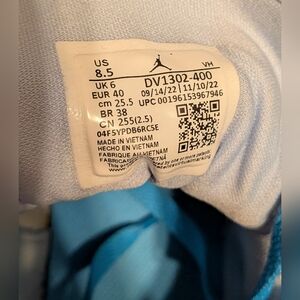 US VH
8.5
UK 6 DV1302-400
EUR 40 09/14/22 11/10/22
cm 25.5 UPC 00196153967946
BR 38
CN 255(2.5)
04F5YPDB6RC5E
MADE IN VIETNAM
HECHO EN VIETNAM
FABRIQUE AU VIETNAM